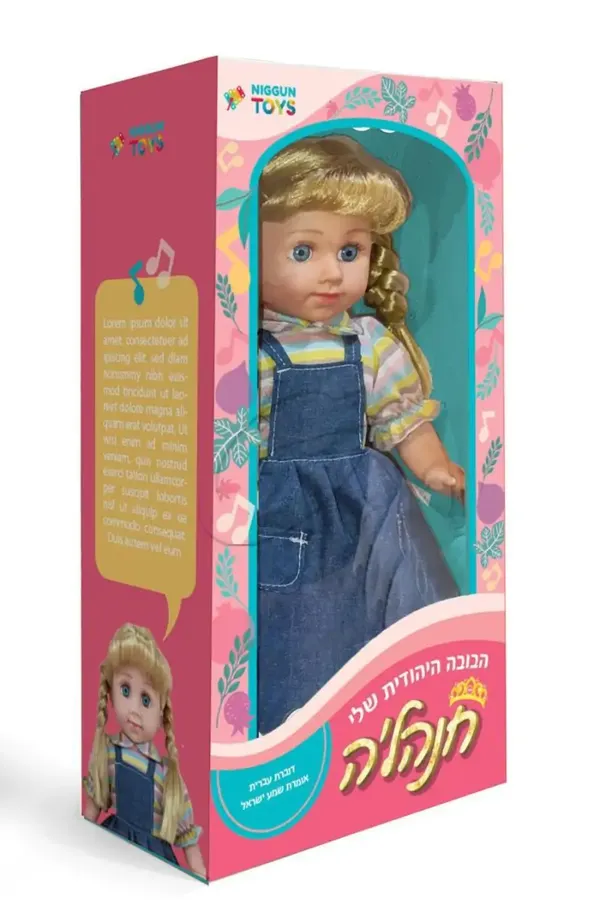 NIGGUN
TOYS
NIGGUN
TOYS
Lorem ipsum dolor sit
amet, consectetuer ad
ipiscing elit, sed diam
nonummy nibh euis-
mod tincidunt ut lao-
reet dolore magna ali-
quam erat volutpat. Ut
wisi enim ad minim
veniam, quis nostrud
exerci tation ullamcor-
per suscipit lobortis
nisl ut aliquip ex ea
commodo consequat.
Duis autem vel eum
הבובה היהודית שלי
חנהל'ה
דוברת עברית
אומרת שמע ישראל